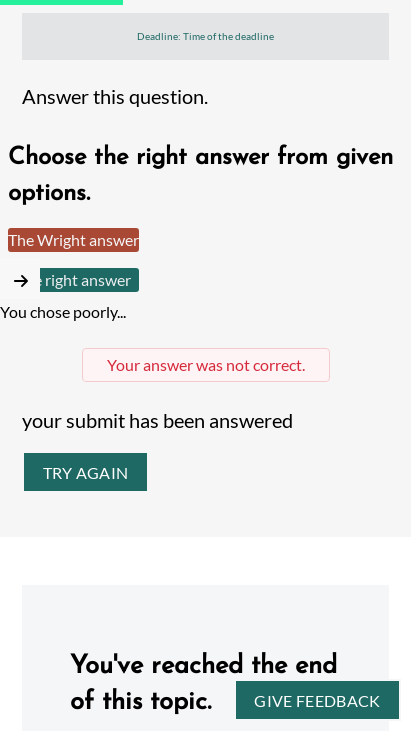 Deadline: Time of the deadline
Answer this question.
Choose the right answer from given
options.
The Wright answer
right answer
You chose poorly...
Your answer was not correct.
your submit has been answered
TRY AGAIN
You've reached the end
of this topic.
GIVE FEEDBACK